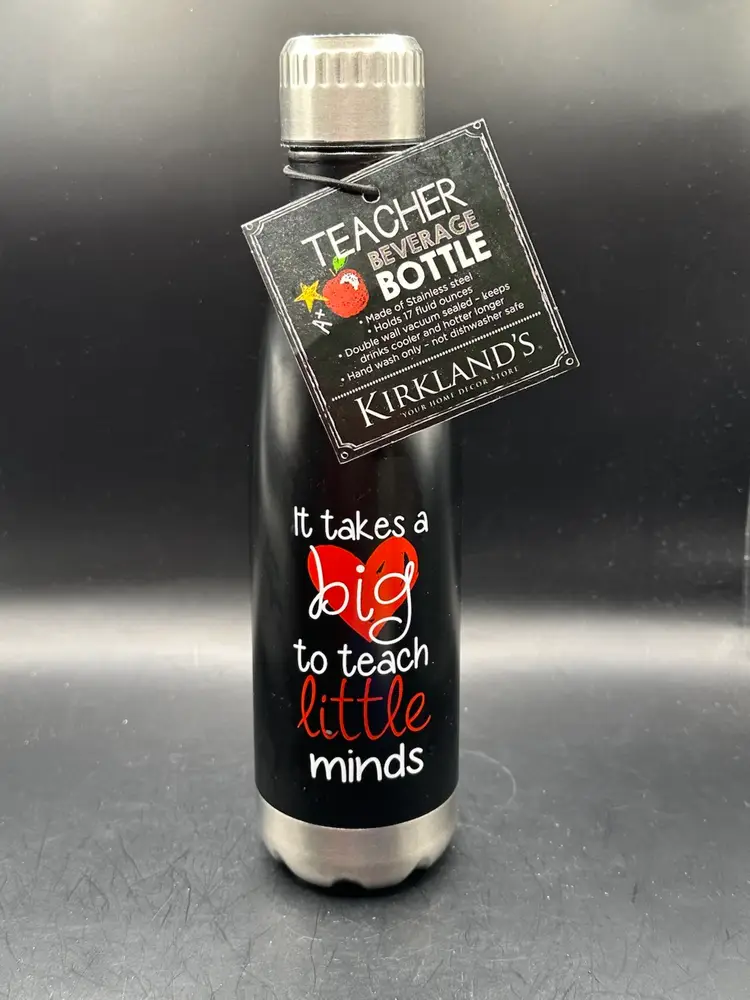 TEACHER
BEVERAGE
BOTTLE
A+
• Made of Stainless steel
• Holds 17 fluid ounces
• Double wall vacuum sealed - keeps
drinks cooler and hotter longer
• Hand wash only - not dishwasher safe
KIRKLAND'S
YOUR HOME DECOR STORE
It takes a
big
to teach
little
minds